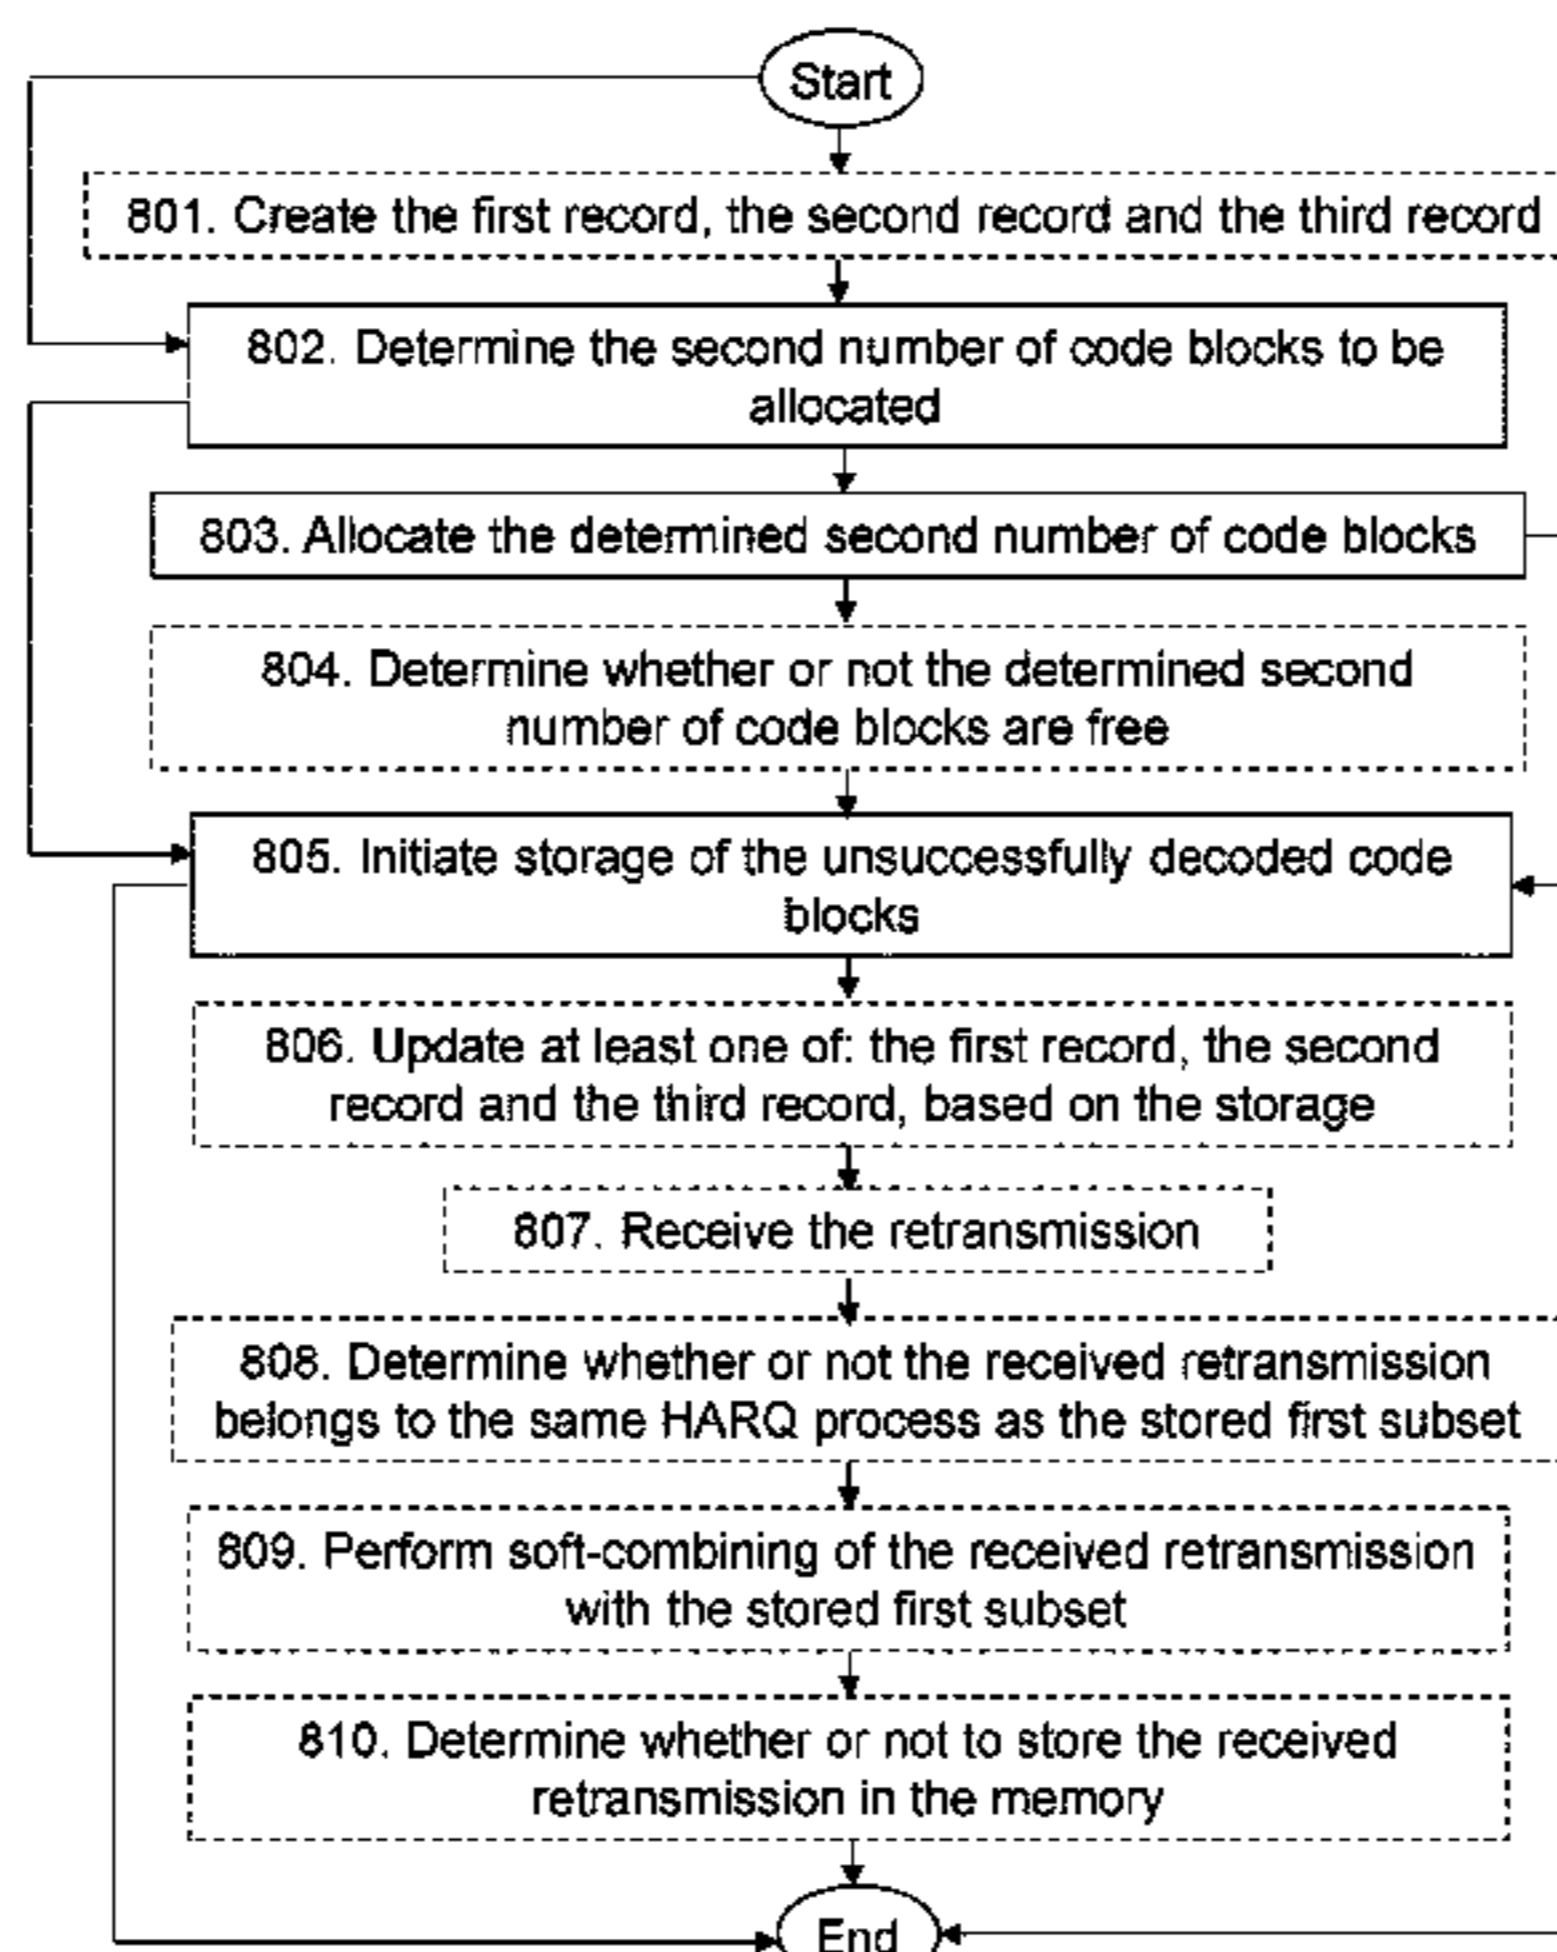 Start
801. Create the first record, the second record and the third record
802. Determine the second number of code blocks to be
allocated
803. Allocate the determined second number of code blocks
804. Determine whether or not the determined second
number of code blocks are free
805. Initiate storage of the unsuccessfully decoded code
blocks
806. Update at least one of: the first record, the second
record and the third record, based on the storage
807. Receive the retransmission
808. Determine whether or not the received retransmission
belongs to the same HARQ process as the stored first subset
809. Perform soft-combining of the received retransmission
with the stored first subset
810. Determine whether or not to store the received
retransmission in the memory
End